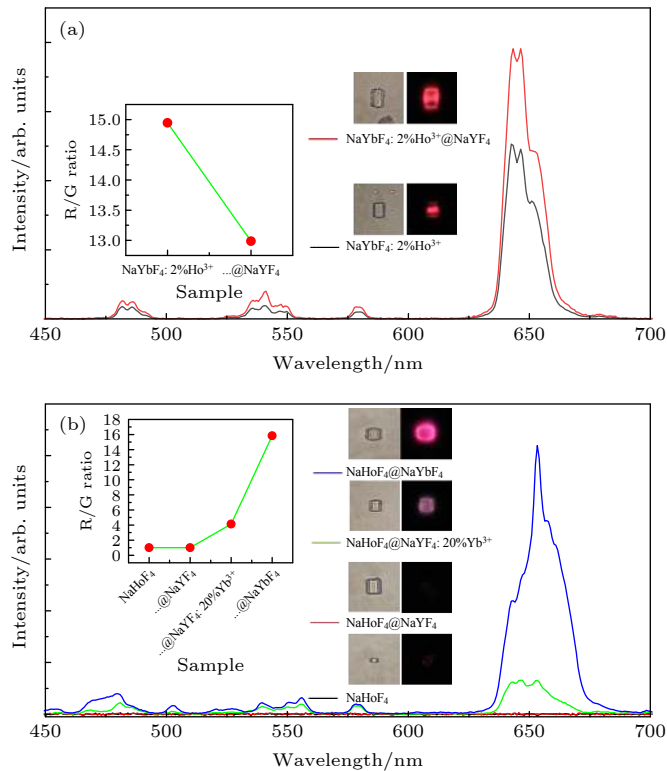 (a)
Intensity/arb. units
R/G ratio
15.0
14.5
14.0
13.5
13.0
NaYbF₄: 2%Ho³⁺ ...@NaYF₄
Sample
NaYbF₄: 2%Ho³⁺@NaYF₄
NaYbF₄: 2%Ho³⁺
450 500 550 600 650 700
Wavelength/nm
(b)
Intensity/arb. units
R/G ratio
18
16
14
12
10
8
6
4
2
0
NaHoF₄
...@NaYF₄
...@NaYF₄: 20%Yb³⁺
...@NaYbF₄
Sample
NaHoF₄@NaYbF₄
NaHoF₄@NaYF₄: 20%Yb³⁺
NaHoF₄@NaYF₄
NaHoF₄
450 500 550 600 650 700
Wavelength/nm